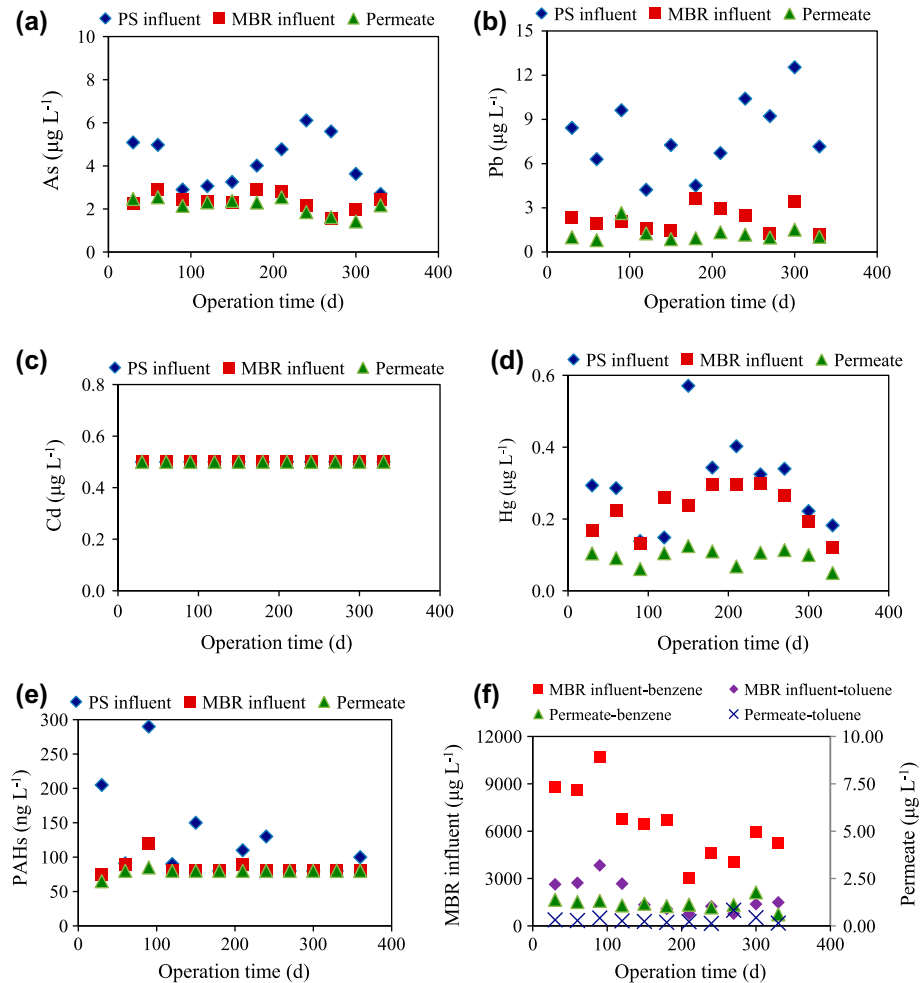 (a)
PS influent MBR influent Permeate
10
8
6
4
2
0
As (µg L⁻¹)
0 100 200 300 400
Operation time (d)
(b)
PS influent MBR influent Permeate
15
12
9
6
3
0
Pb (µg L⁻¹)
0 100 200 300 400
Operation time (d)
(c)
PS influent MBR influent Permeate
0.8
0.6
0.4
0.2
0.0
Cd (µg L⁻¹)
0 100 200 300 400
Operation time (d)
(d)
PS influent MBR influent Permeate
0.6
0.4
0.2
0.0
Hg (µg L⁻¹)
0 100 200 300 400
Operation time (d)
(e)
PS influent MBR influent Permeate
300
250
200
150
100
50
0
PAHs (ng L⁻¹)
0 100 200 300 400
Operation time (d)
(f)
MBR influent-benzene MBR influent-toluene
Permeate-benzene Permeate-toluene
12000
9000
6000
3000
0
MBR influent (µg L⁻¹)
10.00
7.50
5.00
2.50
0.00
Permeate (µg L⁻¹)
0 100 200 300 400
Operation time (d)